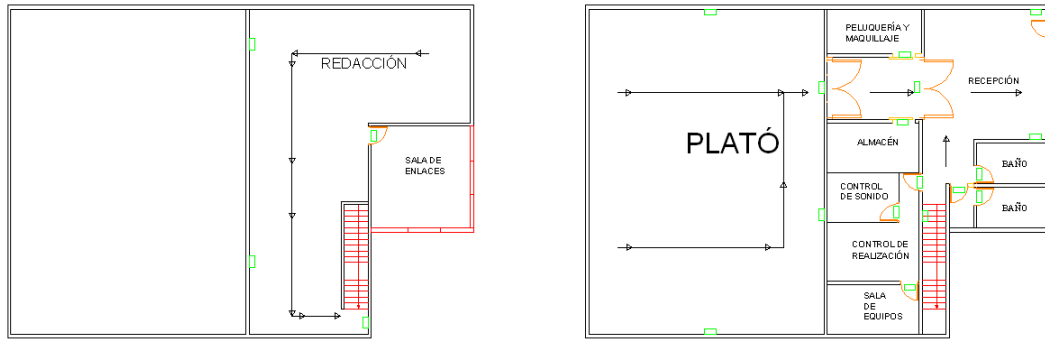 REDACCIÓN
SALA DE
ENLACES
PELUQUERÍA Y
MAQUILLAJE
RECEPCIÓN
PLATÓ
ALMACÉN
BAÑO
CONTROL
DE SONIDO
BAÑO
CONTROL DE
REALIZACIÓN
SALA
DE
EQUIPOS